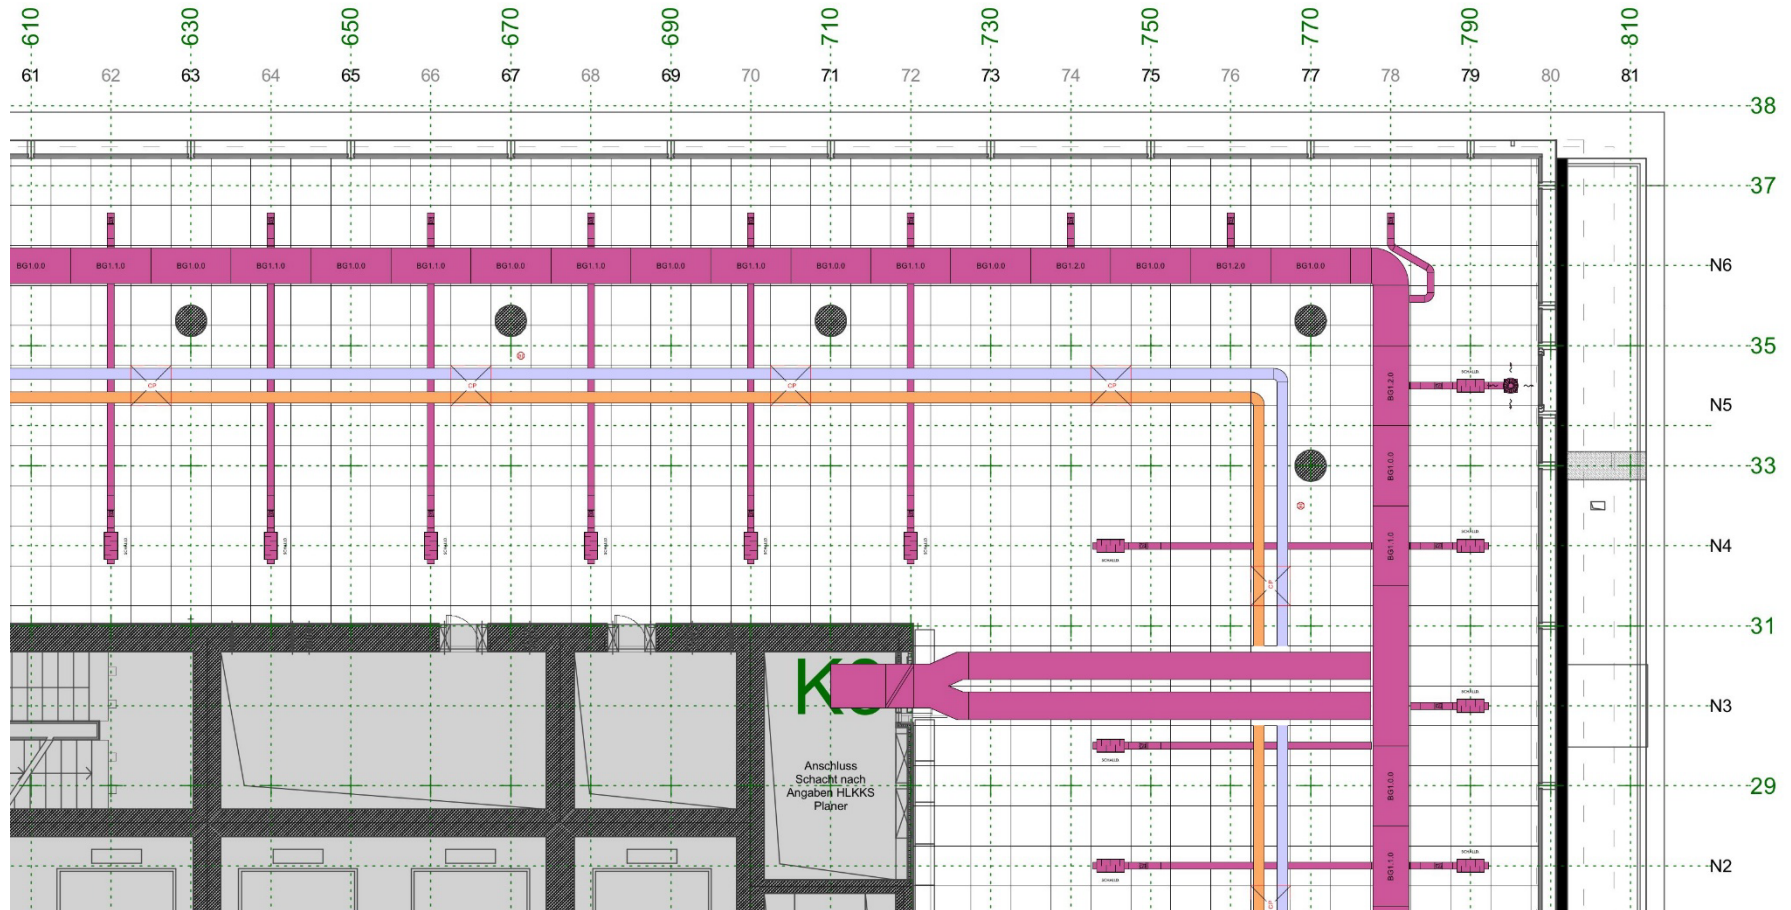 610 630 650 670 690 710 730 750 770 790 810
61 62 63 64 65 66 67 68 69 70 71 72 73 74 75 76 77 78 79 80 81
38
37
BG1.0.0 BG1.1.0 BG1.0.0 BG1.1.0 BG1.0.0 BG1.1.0 BG1.0.0 BG1.1.0 BG1.0.0 BG1.1.0 BG1.0.0 BG1.1.0 BG1.0.0 BG1.2.0 BG1.0.0 BG1.2.0 BG1.0.0
N6
35
CP CP CP CP
BG1.2.0
N5
BG1.0.0
33
BG1.1.0
N4
CP
31
KS
N3
Anschluss
Schacht nach
Angaben HLKKS
Planer
BG1.0.0
29
BG1.1.0
N2
CP